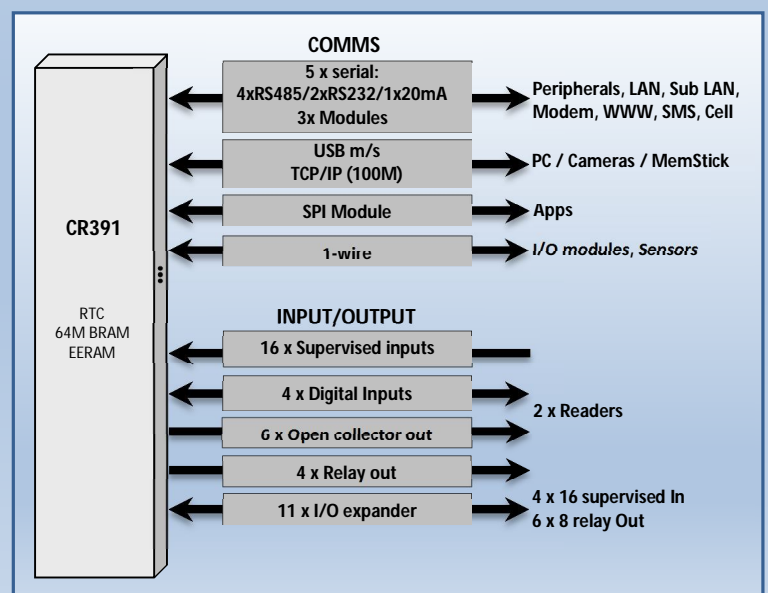 COMMS
5 x serial:
4xRS485/2xRS232/1x20mA
3x Modules
Peripherals, LAN, Sub LAN,
Modem, WWW, SMS, Cell
USB m/s
TCP/IP (100M)
PC / Cameras / MemStick
SPI Module
Apps
1-wire
I/O modules, Sensors
CR391
RTC
64M BRAM
EERAM
INPUT/OUTPUT
16 x Supervised inputs
4 x Digital Inputs
2 x Readers
6 x Open collector out
4 x Relay out
11 x I/O expander
4 x 16 supervised In
6 x 8 relay Out